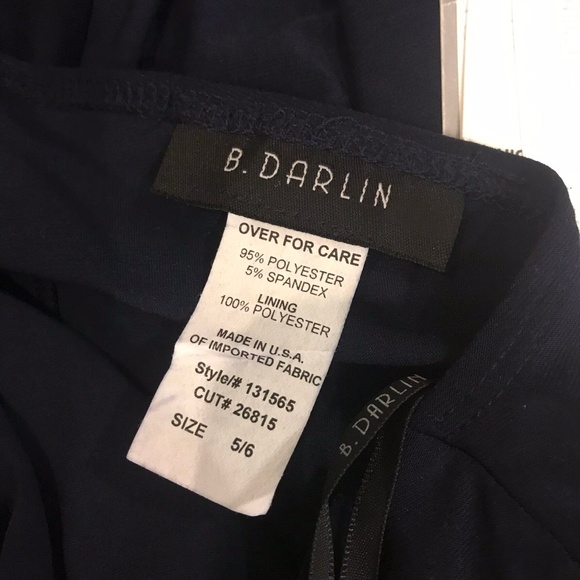 B. DARLIN
OVER FOR CARE
95% POLYESTER
5% SPANDEX
LINING
100% POLYESTER
MADE IN U.S.A.
OF IMPORTED FABRIC
Style/# 131565
CUT# 26815
SIZE 5/6
B. DARLIN